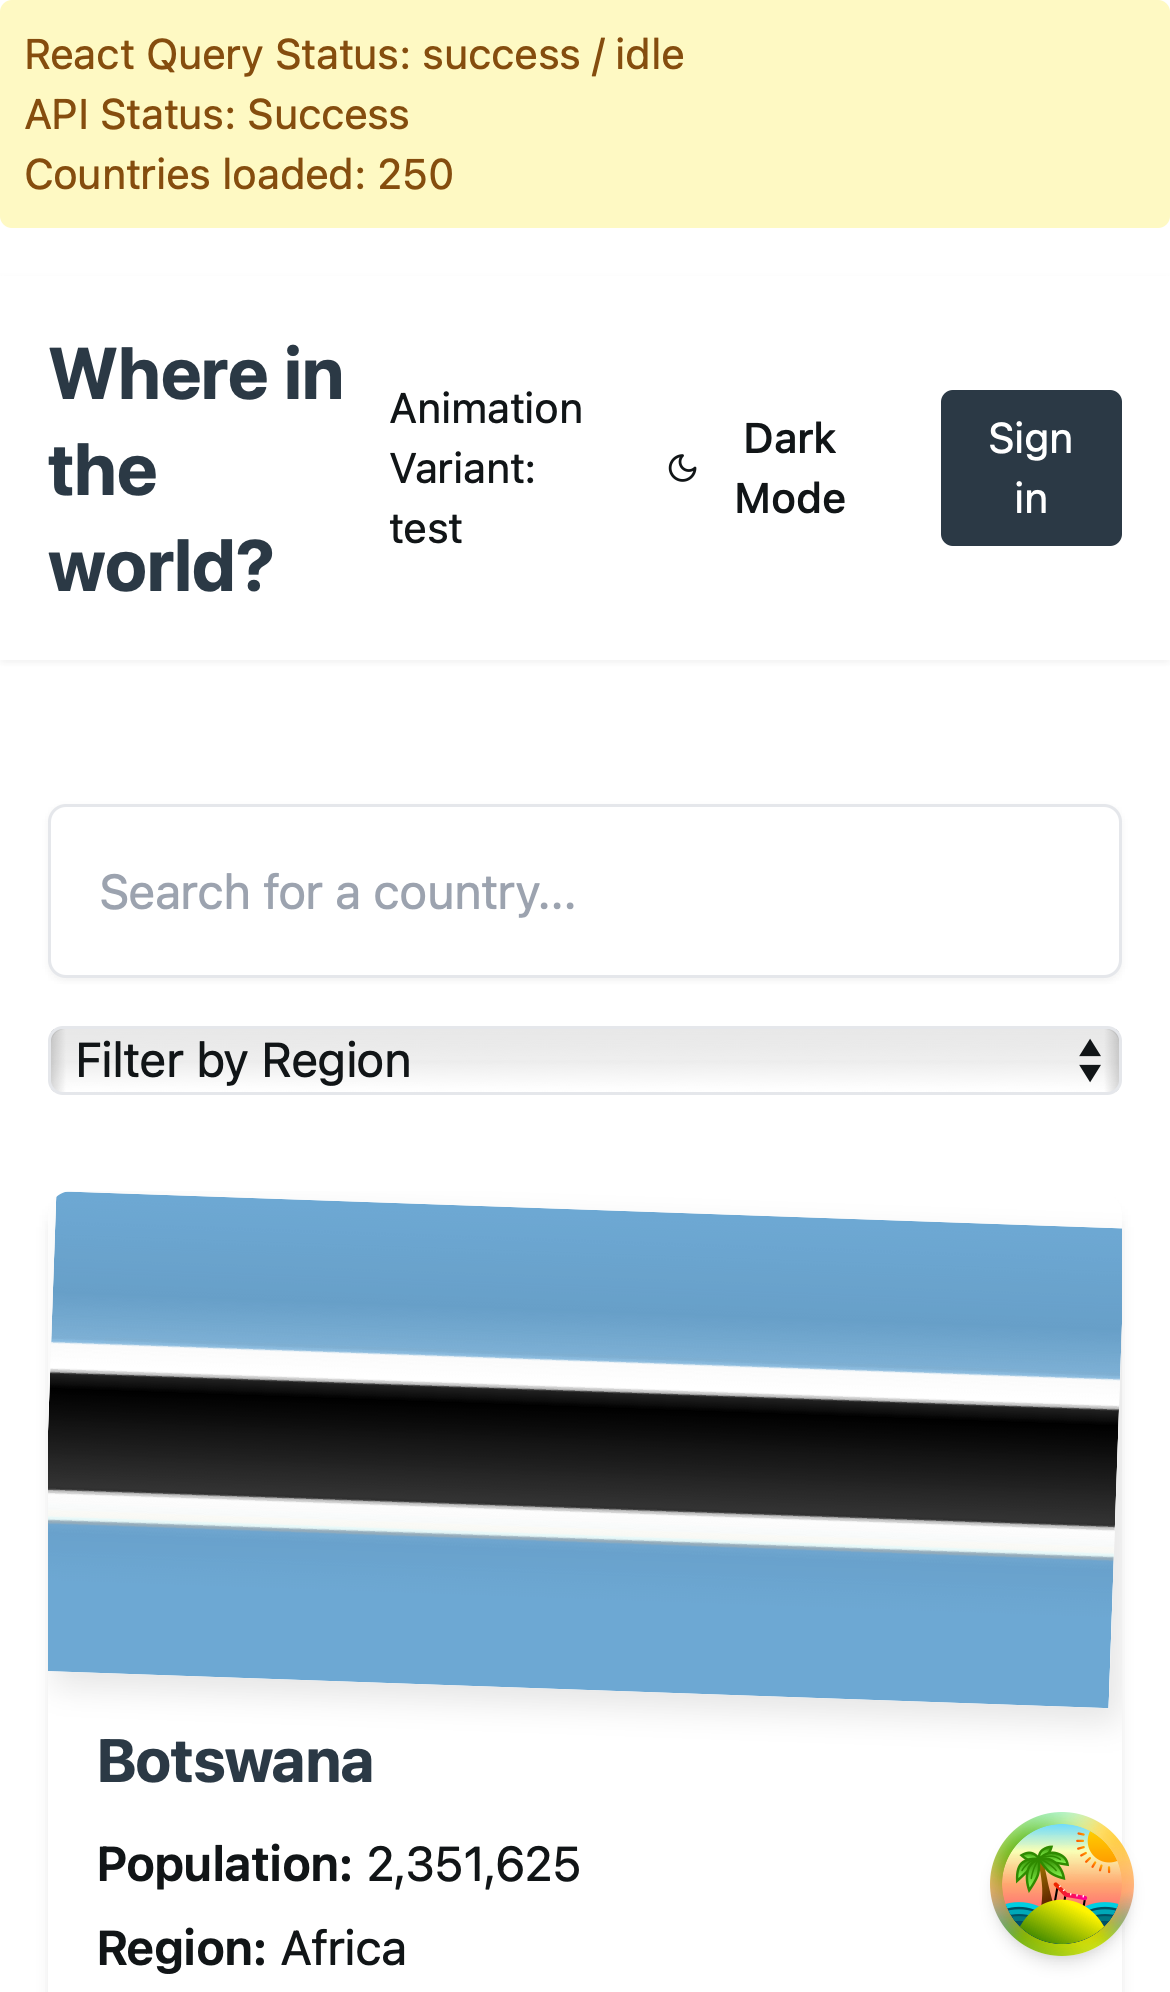 React Query Status: success / idle
API Status: Success
Countries loaded: 250
Where in
the
world?
Animation
Variant:
test
Dark
Mode
Sign
in
Search for a country...
Filter by Region
Botswana
Population: 2,351,625
Region: Africa